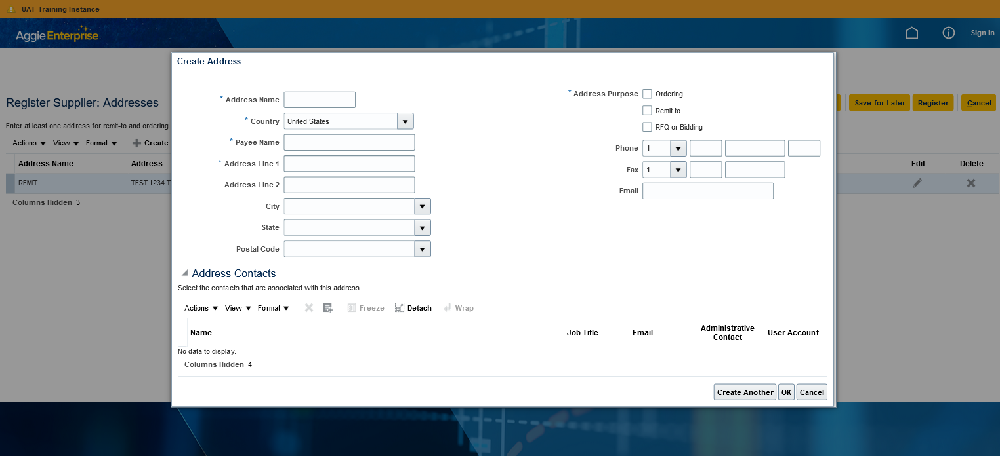 UAT Training Instance
AggieEnterprise
Sign In
Register Supplier: Addresses
Save for Later
Register
Cancel
Enter at least one address for remit-to and ordering
Actions View Format Create
Address Name Address Edit Delete
REMIT TEST,1234 T
Columns Hidden 3
Create Address
* Address Name
* Country United States
* Payee Name
* Address Line 1
Address Line 2
City
State
Postal Code
* Address Purpose Ordering
Remit to
RFQ or Bidding
Phone 1
Fax 1
Email
Address Contacts
Select the contacts that are associated with this address.
Actions View Format Freeze Detach Wrap
Name Job Title Email Administrative Contact User Account
No data to display.
Columns Hidden 4
Create Another OK Cancel